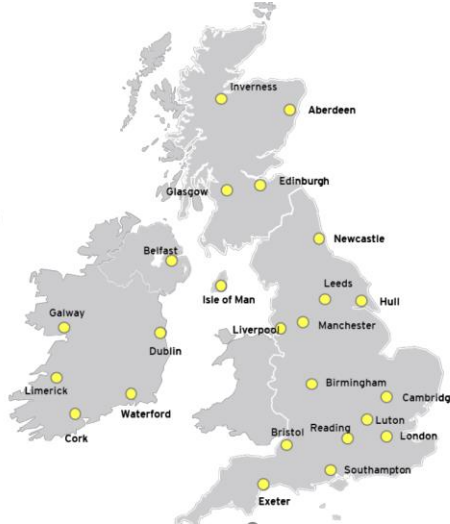 Inverness
Aberdeen
Edinburgh
Glasgow
Newcastle
Belfast
Isle of Man
Leeds
Hull
Galway
Liverpool
Manchester
Dublin
Limerick
Birmingham
Waterford
Cambridg
Cork
Luton
Reading
London
Bristol
Southampton
Exeter